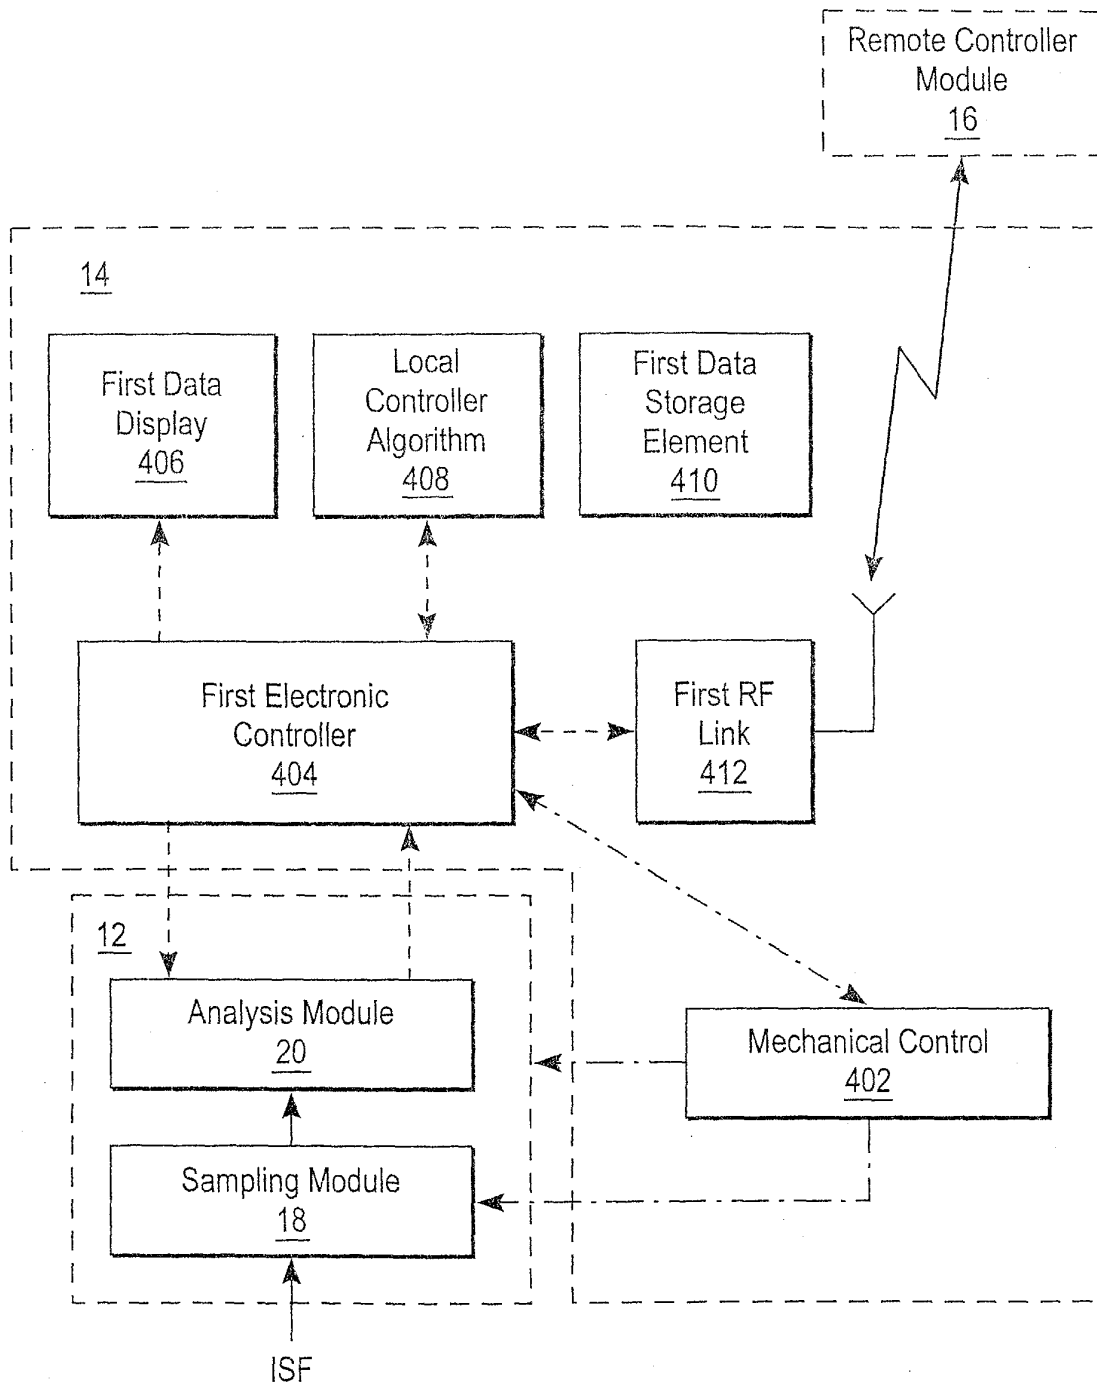 Remote Controller
Module
16
14
First Data
Display
406
Local
Controller
Algorithm
408
First Data
Storage
Element
410
First Electronic
Controller
404
First RF
Link
412
12
Analysis Module
20
Mechanical Control
402
Sampling Module
18
ISF